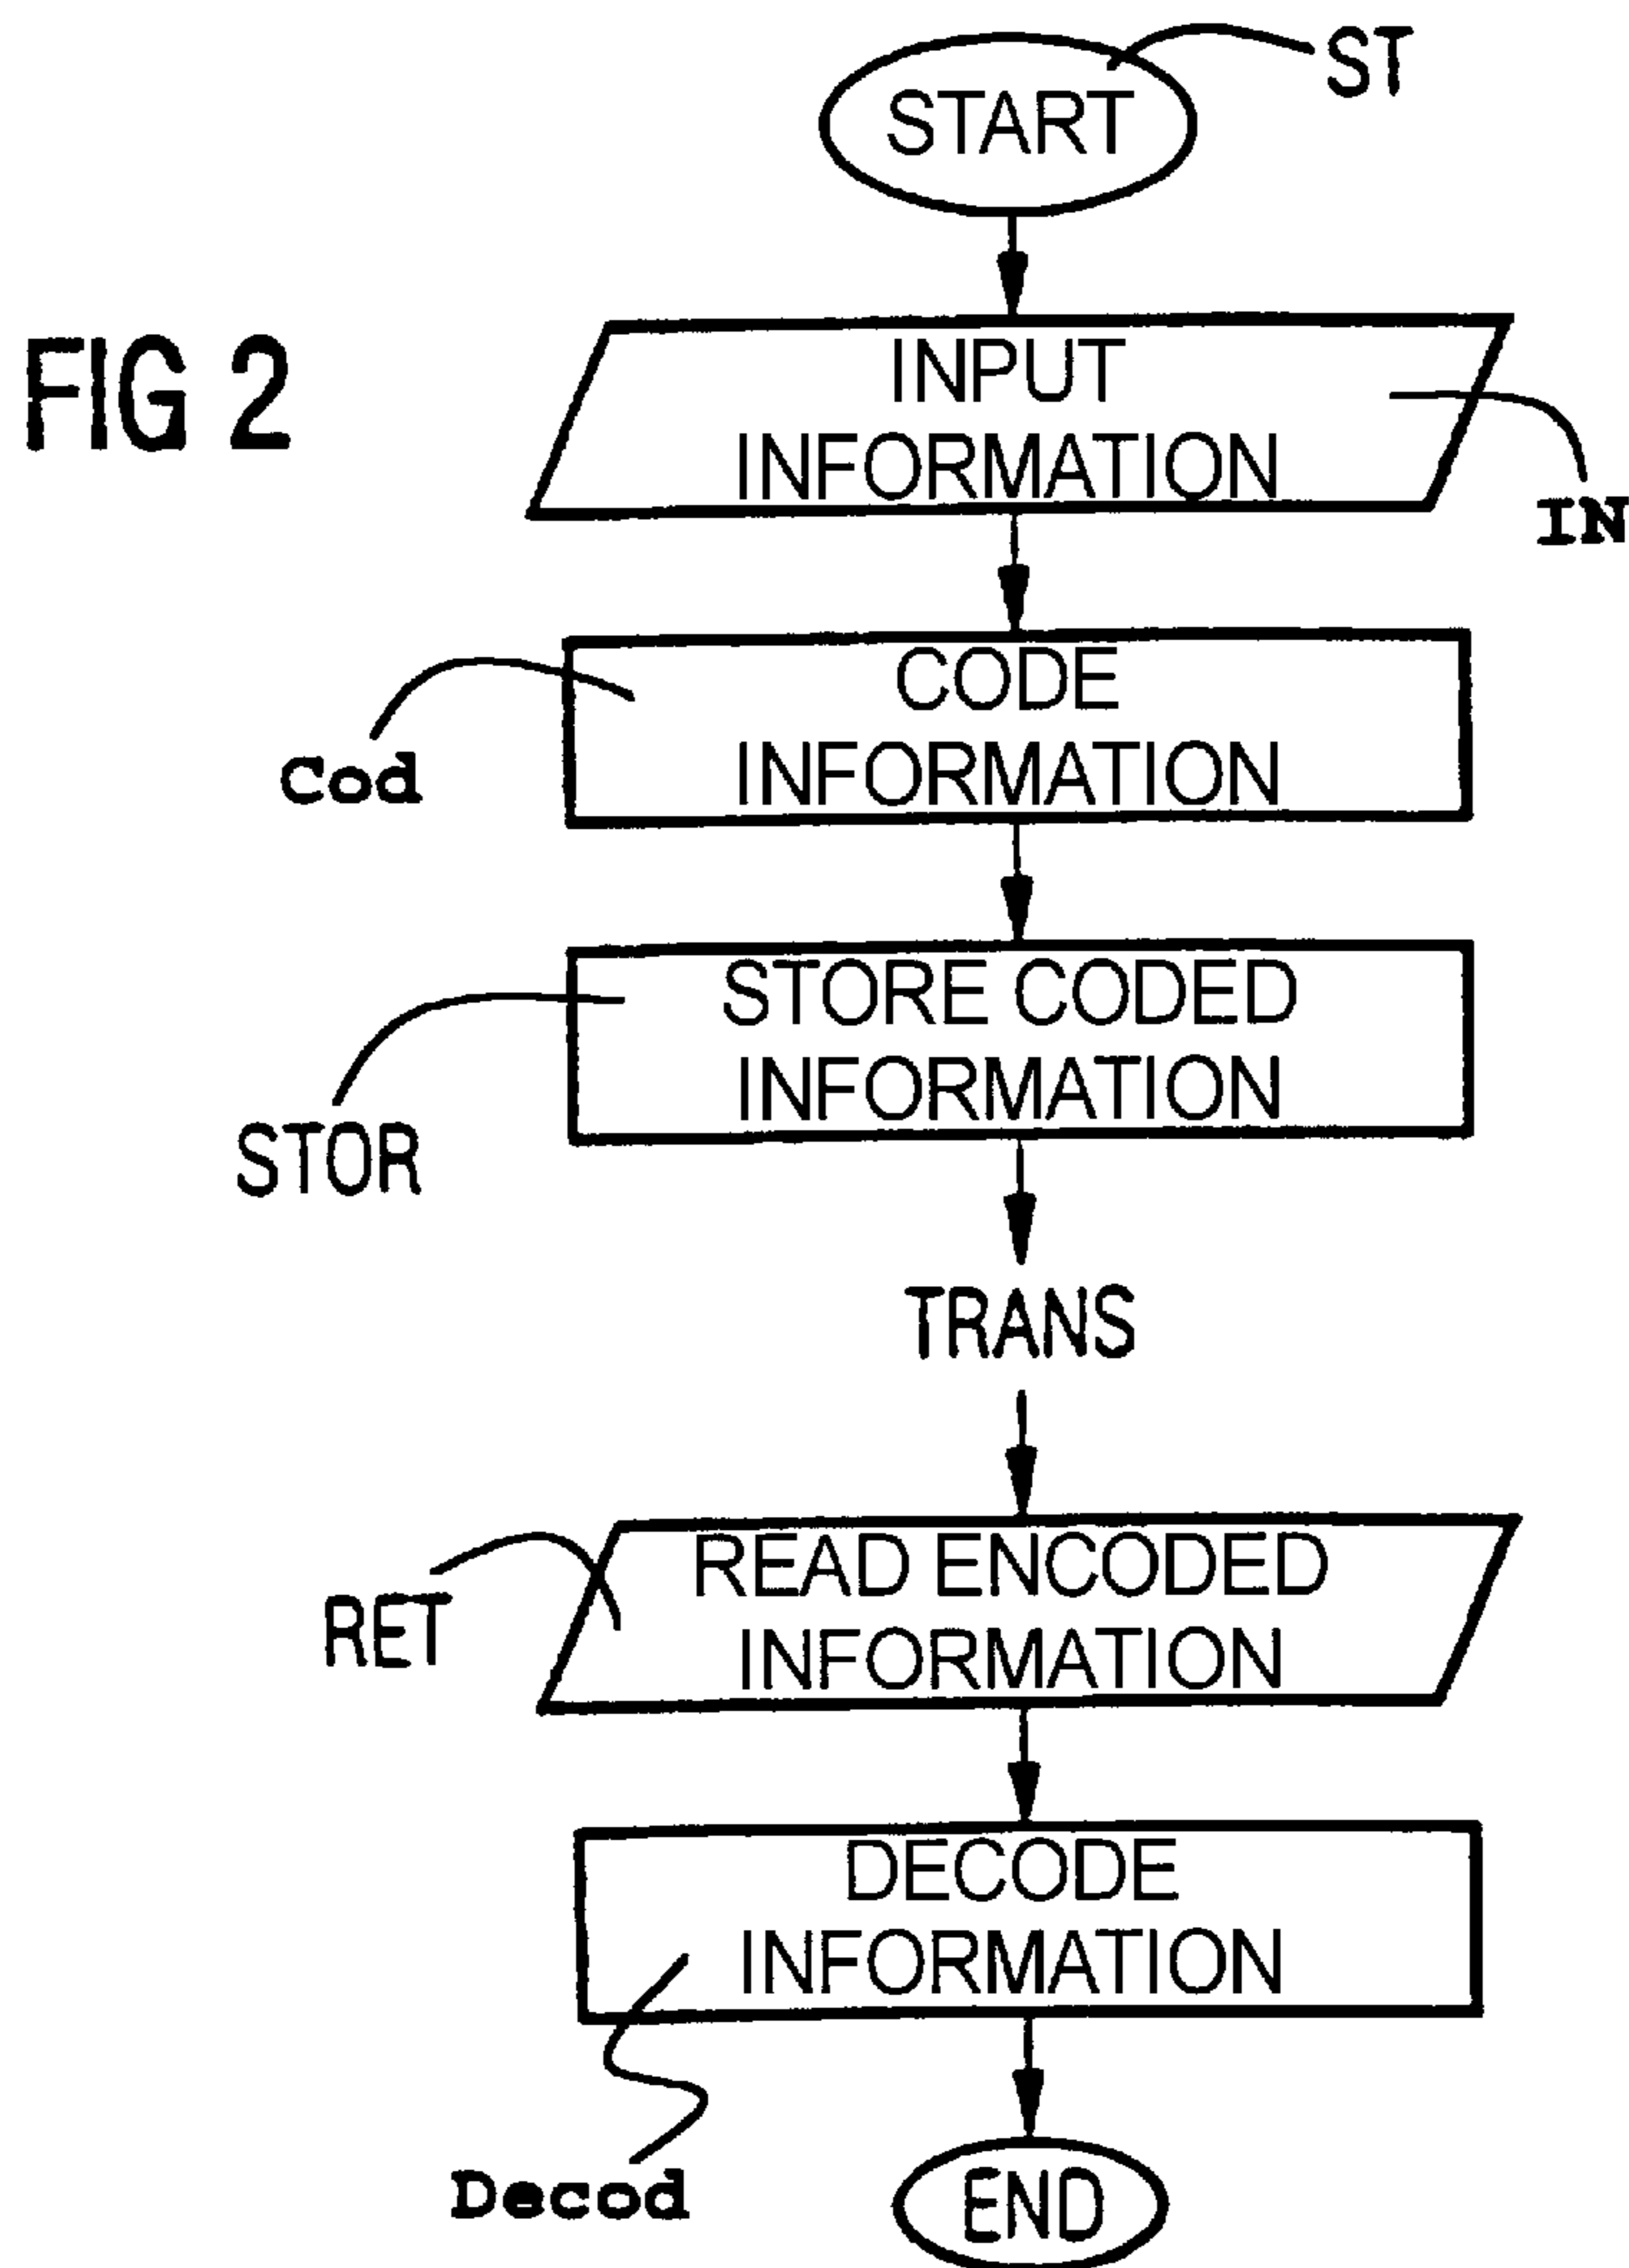 START
ST
FIG 2
INPUT
INFORMATION
IN
CODE
INFORMATION
Cod
STORE CODED
INFORMATION
STOR
TRANS
READ ENCODED
INFORMATION
RET
DECODE
INFORMATION
Decod
END